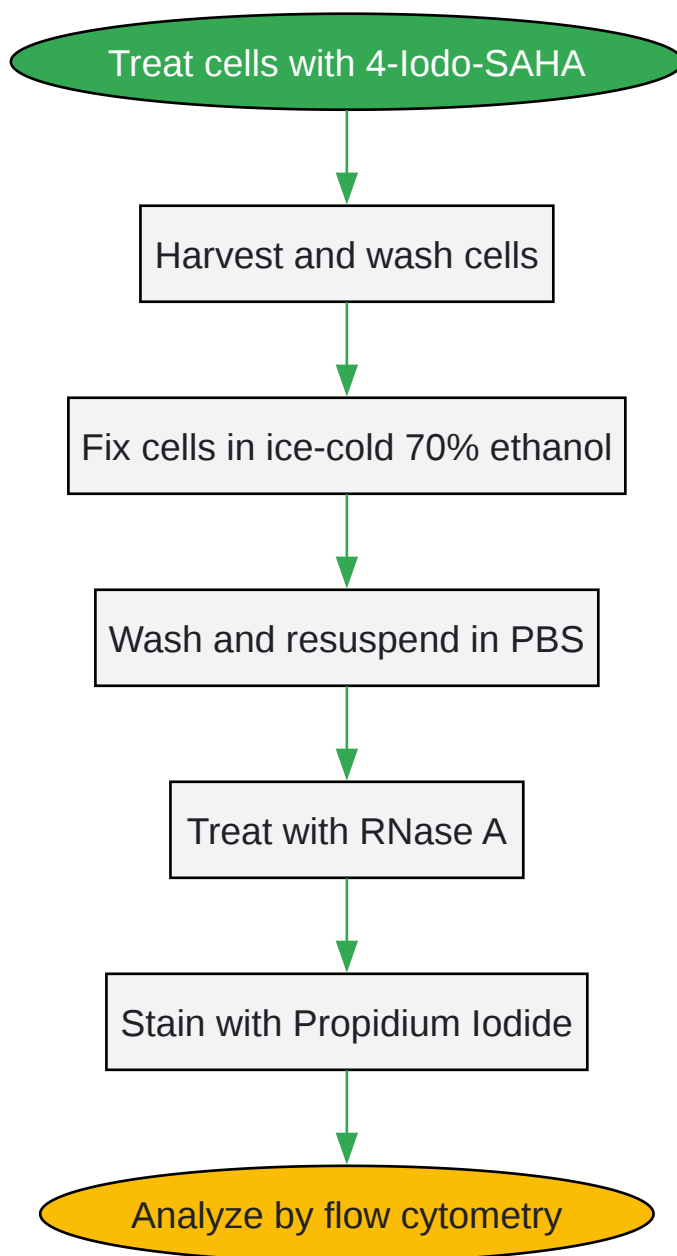 Treat cells with 4-Iodo-SAHA
Harvest and wash cells
Fix cells in ice-cold 70% ethanol
Wash and resuspend in PBS
Treat with RNase A
Stain with Propidium Iodide
Analyze by flow cytometry